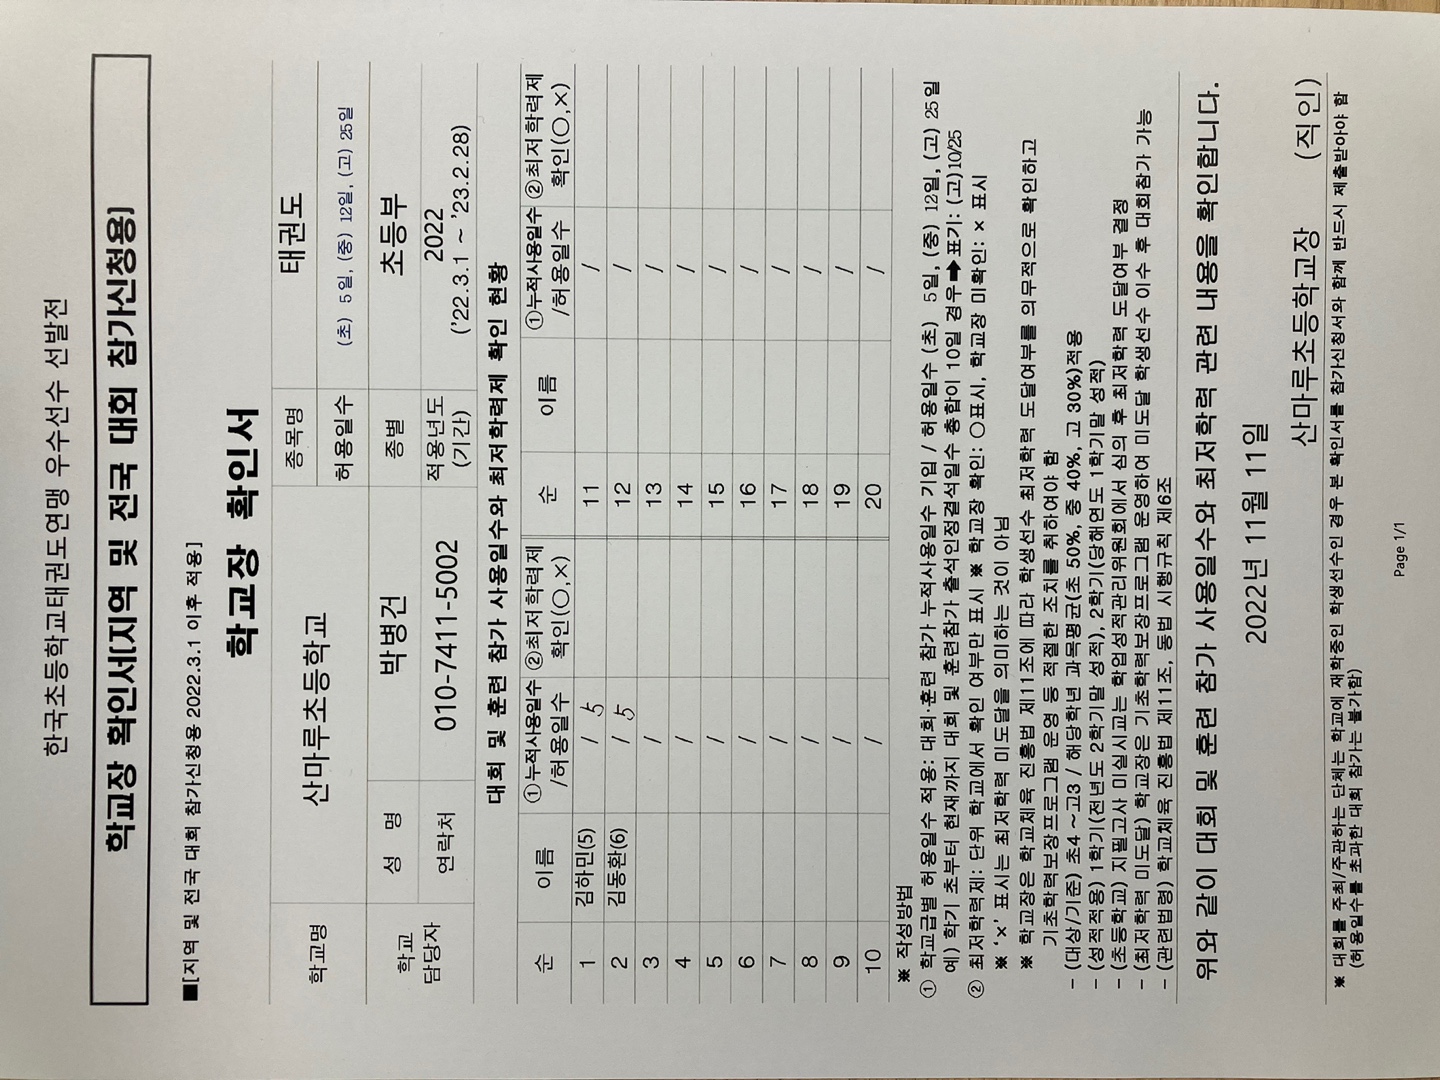 한국초등학교태권도연맹 우수선수 선발전
학교장 확인서[지역 및 전국 대회 참가신청용]
■[지역 및 전국 대회 참가신청용 2022.3.1 이후 적용]
학교장 확인서
학교명 산마루초등학교 종목명 태권도
허용일수 (초) 5일, (중) 12일, (고) 25일
학교 담당자 성 명 박병건 종별 초등부
연락처 010-7411-5002 적용년도 (기간) 2022 ('22.3.1 ~ '23.2.28)
대회 및 훈련 참가 사용일수와 최저학력제 확인 현황
순 이름 ①누적사용일수 /허용일수 ②최저학력제 확인(○,×) 순 이름 ①누적사용일수 /허용일수 ②최저학력제 확인(○,×)
1 김하민(5) / 5 11 /
2 김동환(6) / 5 12 /
3 / 13 /
4 / 14 /
5 / 15 /
6 / 16 /
7 / 17 /
8 / 18 /
9 / 19 /
10 / 20 /
※ 작성방법
① 학교급별 허용일수 적용: 대회·훈련 참가 누적사용일수 기입 / 허용일수 (초) 5일, (중) 12일, (고) 25일
예) 학기 초부터 현재까지 대회 및 훈련참가 출석인정결석일수 총합이 10일 경우➡표기: (고)10/25
② 최저학력제: 단위 학교에서 확인 여부만 표시 ※ 학교장 확인: ○표시, 학교장 미확인: × 표시
※ '×' 표시는 최저학력 미도달을 의미하는 것이 아님
※ 학교장은 학교체육 진흥법 제11조에 따라 학생선수 최저학력 도달여부를 의무적으로 확인하고
기초학력보장프로그램 운영 등 적절한 조치를 취하여야 함
- (대상/기준) 초4 ~고3 / 해당학년 과목평균(초 50%, 중 40%, 고 30%)적용
- (성적적용) 1학기(전년도 2학기말 성적), 2학기(당해연도 1학기말 성적)
- (초등학교) 지필고사 미실시교는 학업성적관리위원회에서 심의 후 최저학력 도달여부 결정
- (최저학력 미도달) 학교장은 기초학력보장프로그램 운영하여 미도달 학생선수 이수 후 대회참가 가능
- (관련법령) 학교체육 진흥법 제11조, 동법 시행규칙 제6조
위와 같이 대회 및 훈련 참가 사용일수와 최저학력 관련 내용을 확인합니다.
2022년 11월 11일
산마루초등학교장 (직인)
※ 대회를 주최/주관하는 단체는 학교에 재학중인 학생선수인 경우 본 확인서를 참가신청서와 함께 반드시 제출받아야 함
(허용일수를 초과한 대회 참가는 불가함)
Page 1/1